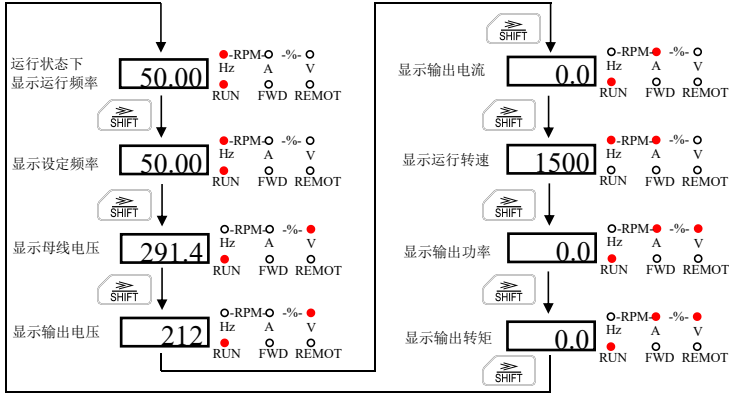 运行状态下
显示运行频率
50.00
-RPM- -%-
Hz A V
RUN FWD REMOT
SHIFT
显示设定频率
50.00
-RPM- -%-
Hz A V
RUN FWD REMOT
SHIFT
显示母线电压
291.4
-RPM- -%-
Hz A V
RUN FWD REMOT
SHIFT
显示输出电压
212
-RPM- -%-
Hz A V
RUN FWD REMOT
SHIFT
显示输出电流
0.0
-RPM- -%-
Hz A V
RUN FWD REMOT
SHIFT
显示运行转速
1500
-RPM- -%-
Hz A V
RUN FWD REMOT
SHIFT
显示输出功率
0.0
-RPM- -%-
Hz A V
RUN FWD REMOT
SHIFT
显示输出转矩
0.0
-RPM- -%-
Hz A V
RUN FWD REMOT
SHIFT